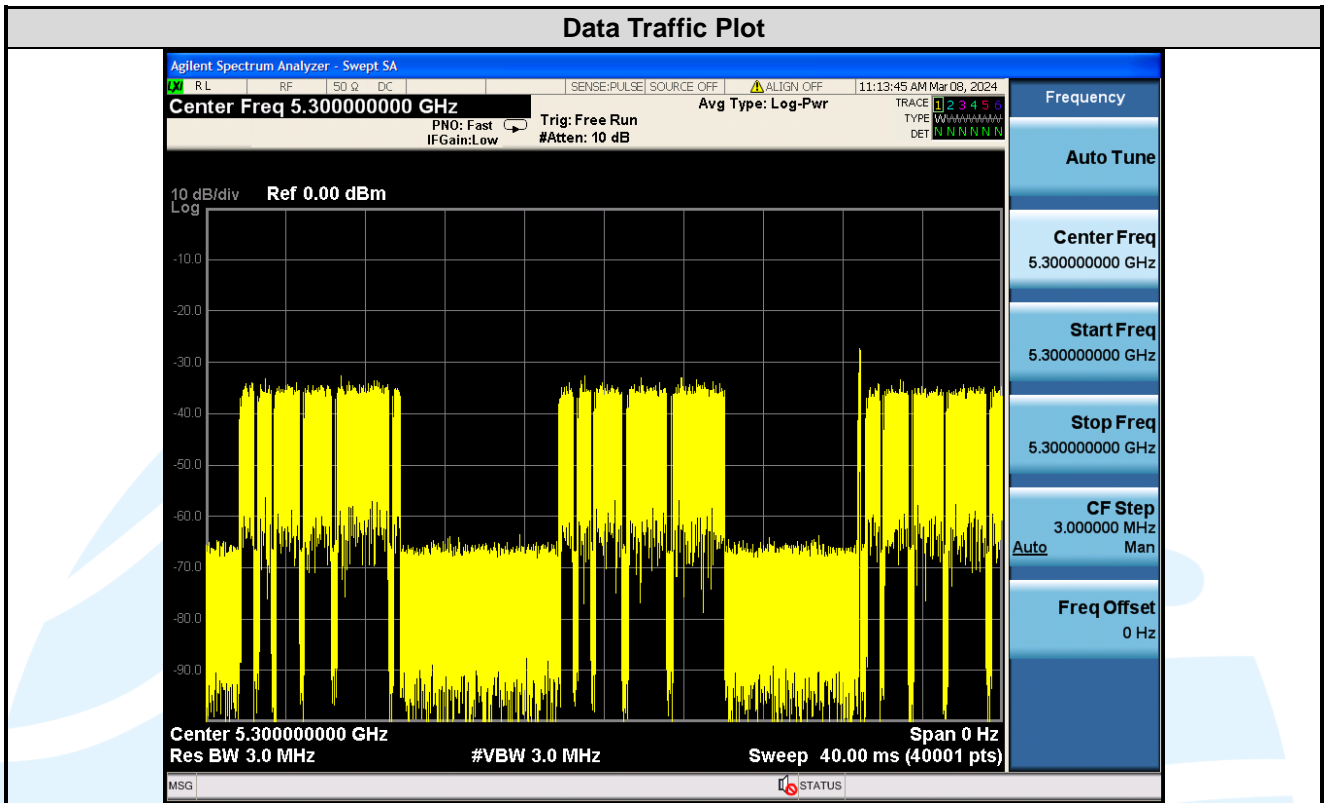 Data Traffic Plot
Agilent Spectrum Analyzer - Swept SA
LXI RL RF 50 Ω DC SENSE:PULSE SOURCE OFF ALIGN OFF 11:13:45 AM Mar 08, 2024
Center Freq 5.300000000 GHz
PNO: Fast
IFGain:Low
Trig: Free Run
#Atten: 10 dB
Avg Type: Log-Pwr
TRACE 1 2 3 4 5 6
TYPE
DET N N N N N N
10 dB/div Ref 0.00 dBm
Log
-10.0
-20.0
-30.0
-40.0
-50.0
-60.0
-70.0
-80.0
-90.0
Center 5.300000000 GHz Span 0 Hz
Res BW 3.0 MHz #VBW 3.0 MHz Sweep 40.00 ms (40001 pts)
MSG STATUS
Frequency
Auto Tune
Center Freq
5.300000000 GHz
Start Freq
5.300000000 GHz
Stop Freq
5.300000000 GHz
CF Step
3.000000 MHz
Auto Man
Freq Offset
0 Hz